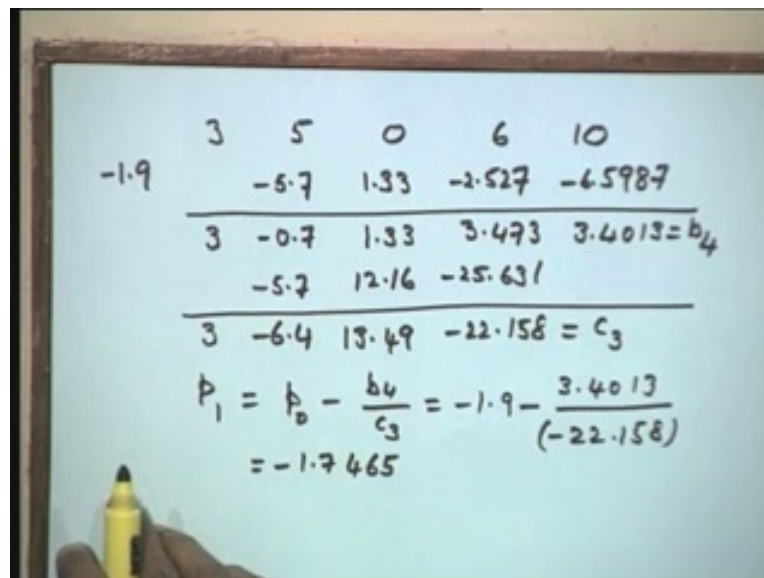 3 5 0 6 10
-1.9 -5.7 1.33 -2.527 -6.5987
3 -0.7 1.33 3.473 3.4013 = b4
-5.7 12.16 -25.631
3 -6.4 13.49 -22.158 = c3
p1 = p0 - b4/c3 = -1.9 - 3.4013/(-22.158)
= -1.7465